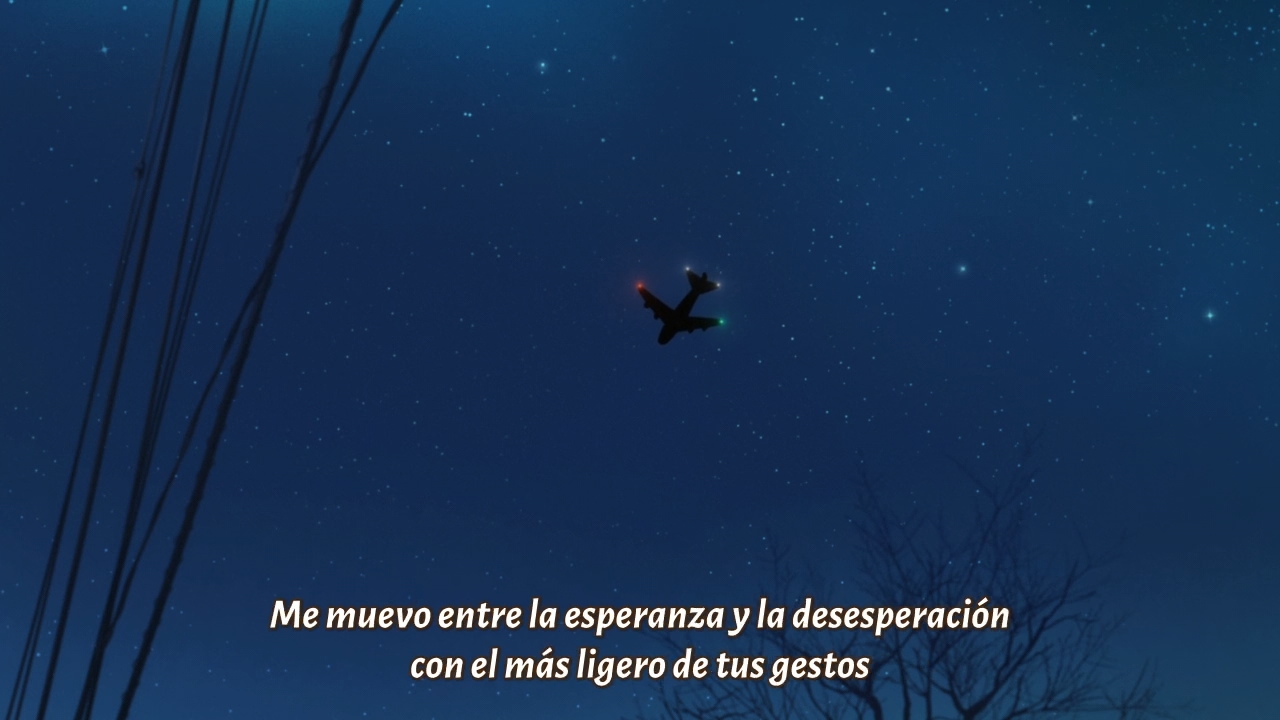 Me muevo entre la esperanza y la desesperación
con el más ligero de tus gestos